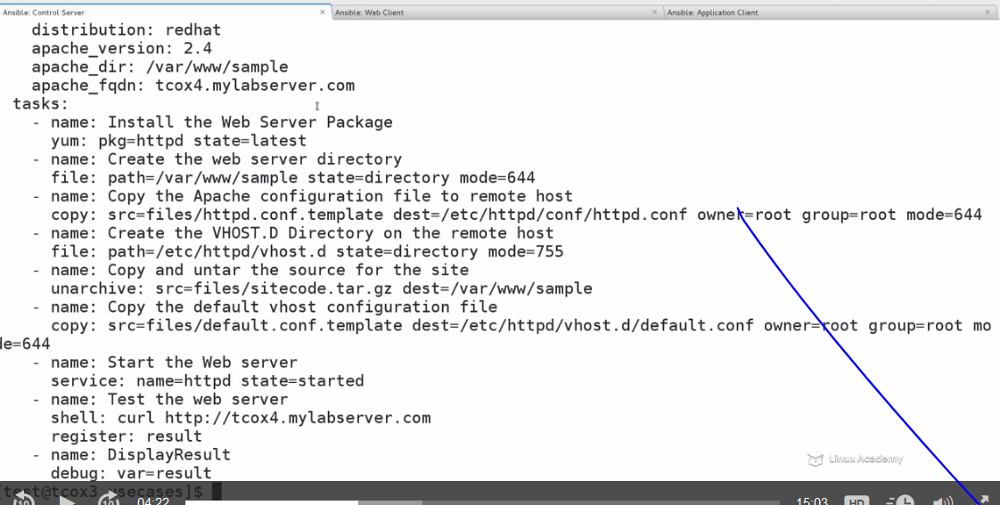 Ansible: Control Server × Ansible: Web Client × Ansible: Application Client ×
distribution: redhat
apache_version: 2.4
apache_dir: /var/www/sample
apache_fqdn: tcox4.mylabserver.com
tasks:
- name: Install the Web Server Package
yum: pkg=httpd state=latest
- name: Create the web server directory
file: path=/var/www/sample state=directory mode=644
- name: Copy the Apache configuration file to remote host
copy: src=files/httpd.conf.template dest=/etc/httpd/conf/httpd.conf owner=root group=root mode=644
- name: Create the VHOST.D Directory on the remote host
file: path=/etc/httpd/vhost.d state=directory mode=755
- name: Copy and untar the source for the site
unarchive: src=files/sitecode.tar.gz dest=/var/www/sample
- name: Copy the default vhost configuration file
copy: src=files/default.conf.template dest=/etc/httpd/vhost.d/default.conf owner=root group=root mo
de=644
- name: Start the Web server
service: name=httpd state=started
- name: Test the web server
shell: curl http://tcox4.mylabserver.com
register: result
- name: DisplayResult
debug: var=result
Linux Academy
[test@tcox3 usecases]$
10 10 04:22 15:03 HD